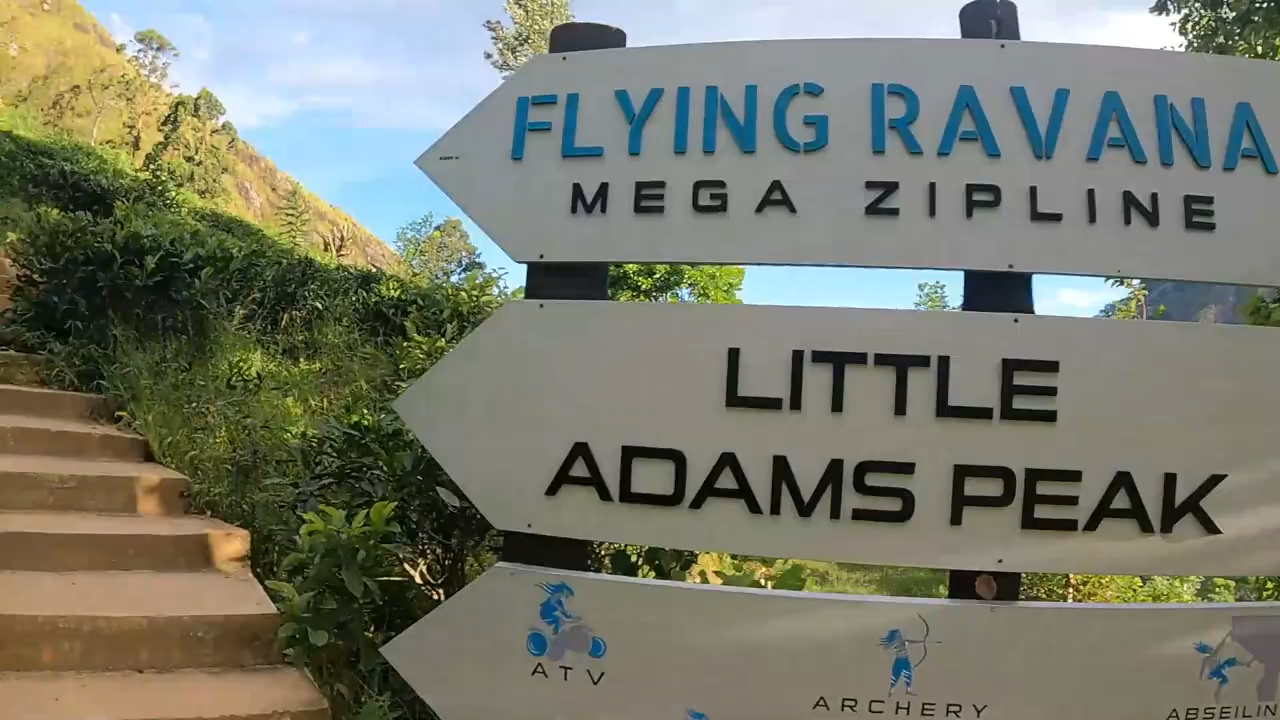 FLYING RAVANA
MEGA ZIPLINE
LITTLE
ADAMS PEAK
ATV
ARCHERY
ABSEILIN